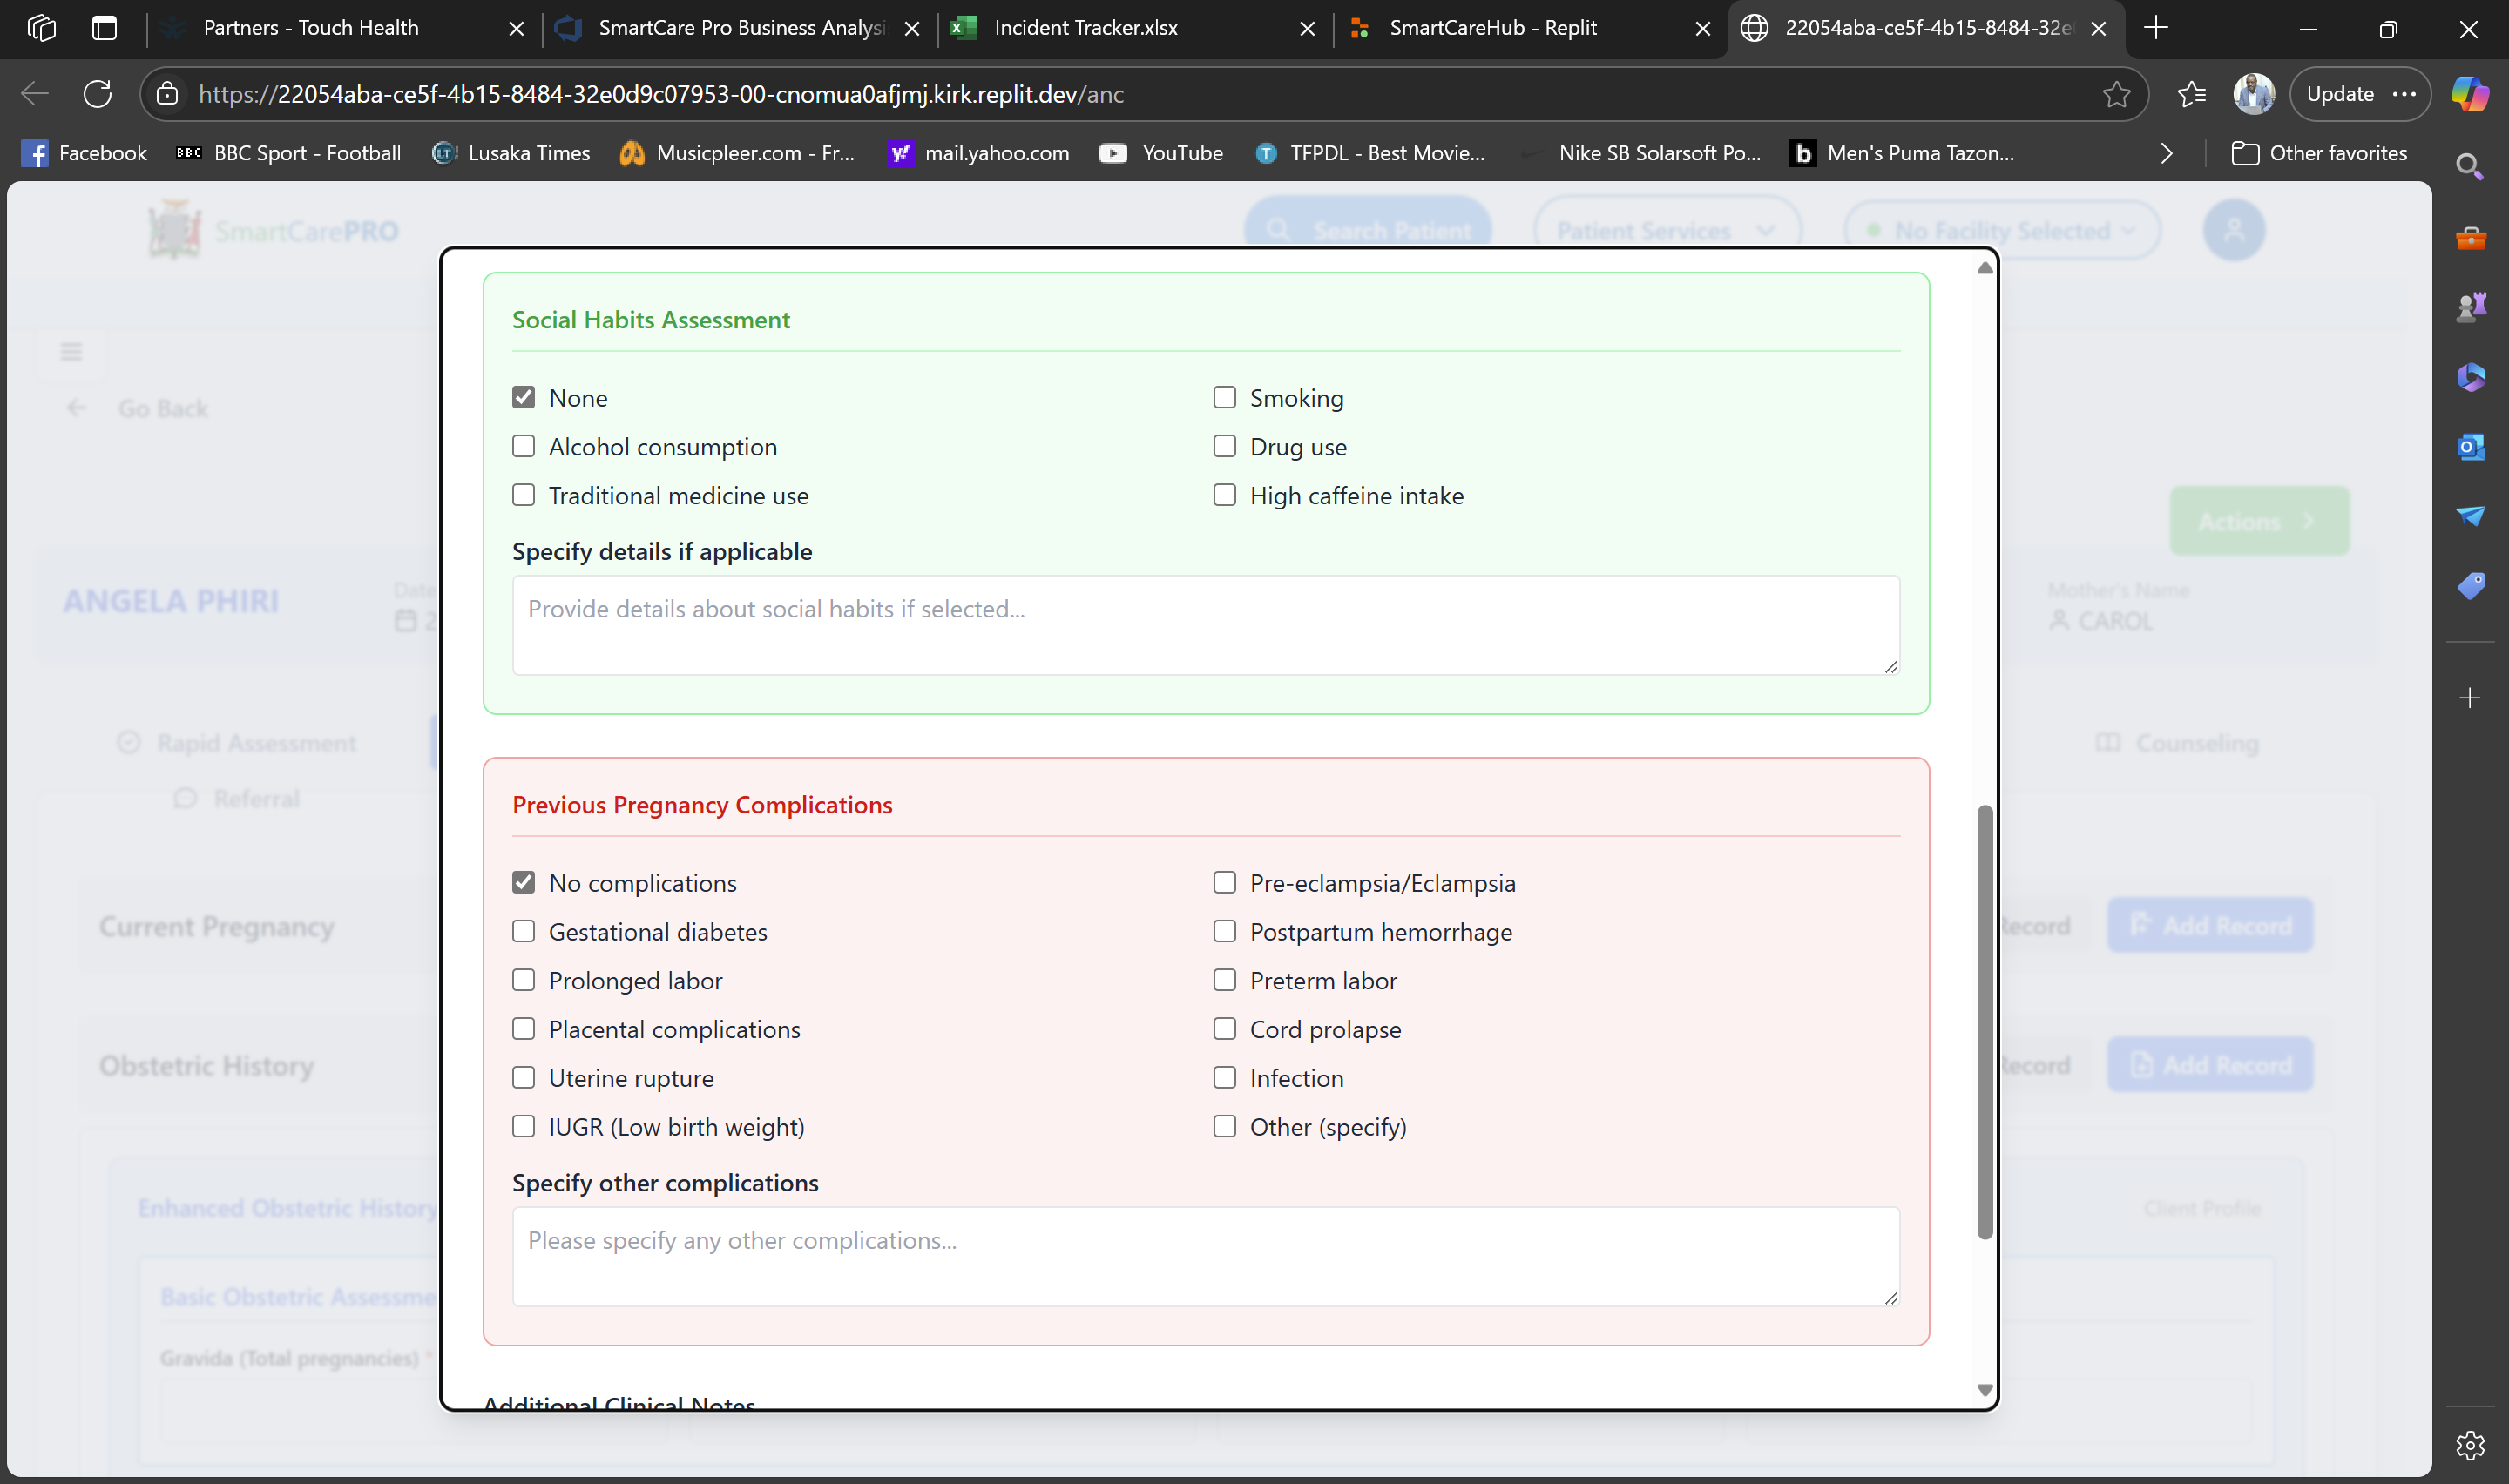 Partners - Touch Health
SmartCare Pro Business Analysi
Incident Tracker.xlsx
SmartCareHub - Replit
22054aba-ce5f-4b15-8484-32e
https://22054aba-ce5f-4b15-8484-32e0d9c07953-00-cnomua0afjmj.kirk.replit.dev/anc
Update
Facebook
BBC Sport - Football
Lusaka Times
Musicpleer.com - Fr...
mail.yahoo.com
YouTube
TFPDL - Best Movie...
Nike SB Solarsoft Po...
Men's Puma Tazon...
Other favorites
SmartCarePRO
Search Patient
Patient Services
No Facility Selected
Social Habits Assessment
None
Smoking
Go Back
Alcohol consumption
Drug use
Traditional medicine use
High caffeine intake
Actions
Specify details if applicable
Provide details about social habits if selected...
ANGELA PHIRI
Date
2
Mother's Name
CAROL
Rapid Assessment
Counseling
Referral
Previous Pregnancy Complications
No complications
Pre-eclampsia/Eclampsia
Current Pregnancy
Record
Add Record
Gestational diabetes
Postpartum hemorrhage
Prolonged labor
Preterm labor
Placental complications
Cord prolapse
Obstetric History
Record
Add Record
Uterine rupture
Infection
IUGR (Low birth weight)
Other (specify)
Specify other complications
Please specify any other complications...
Enhanced Obstetric History
Client Profile
Basic Obstetric Assessme
Gravida (Total pregnancies) *
Additional Clinical Notes